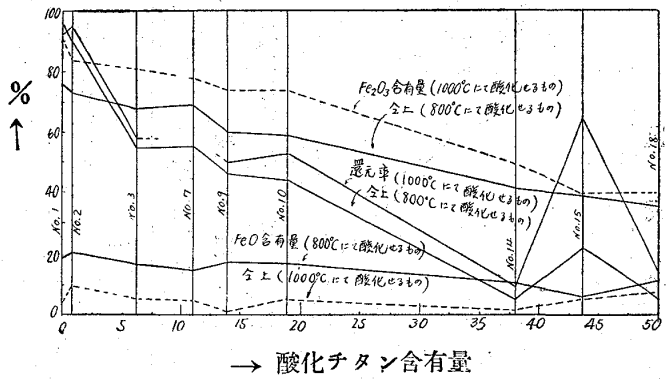 100
80
60
40
20
0
%
↑
No.1
No.2
No.3
No.7
No.9
No.10
No.14
No.15
No.18
Fe₂O₃含有量(1000℃にて酸化せるもの)
仝上(800℃にて酸化せるもの)
還元率(1000℃にて酸化せるもの)
仝上(800℃にて酸化せるもの)
FeO含有量(800℃にて酸化せるもの)
仝上(1000℃にて酸化せるもの)
0 5 10 15 20 25 30 35 40 45 50
→ 酸化チタン含有量